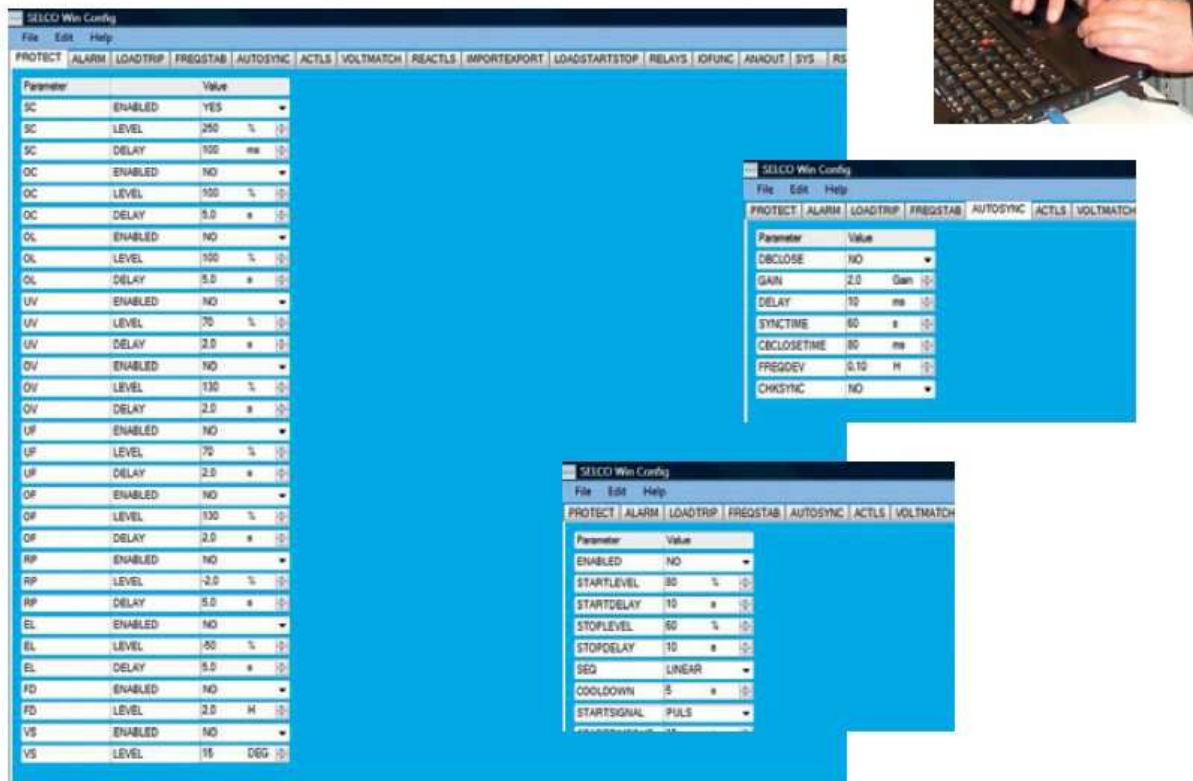 SELCO Win Config
File Edit Help
PROTECT ALARM LOADTRIP FREQSTAB AUTOSYNC ACTLS VOLTMATCH REACTLS IMPORTEXPORT LOADSTARTSTOP RELAYS IOFUNC ANAOUT SYS RS
Parameter Value
SC ENABLED YES
SC LEVEL 250 %
SC DELAY 100 ms
OC ENABLED NO
OC LEVEL 100 %
OC DELAY 5.0 s
OL ENABLED NO
OL LEVEL 100 %
OL DELAY 5.0 s
UV ENABLED NO
UV LEVEL 70 %
UV DELAY 2.0 s
OV ENABLED NO
OV LEVEL 130 %
OV DELAY 2.0 s
UF ENABLED NO
UF LEVEL 70 %
UF DELAY 2.0 s
OF ENABLED NO
OF LEVEL 130 %
OF DELAY 2.0 s
RP ENABLED NO
RP LEVEL -2.0 %
RP DELAY 5.0 s
EL ENABLED NO
EL LEVEL -50 %
EL DELAY 5.0 s
FD ENABLED NO
FD LEVEL 2.0 H
VS ENABLED NO
VS LEVEL 15 DEG
SELCO Win Config
File Edit Help
PROTECT ALARM LOADTRIP FREQSTAB AUTOSYNC ACTLS VOLTMATCH
Parameter Value
DBCLOSE NO
GAIN 2.0 Gain
DELAY 10 ms
SYNCTIME 60 s
CBCLOSETIME 80 ms
FREQDEV 0.10 H
CHKSYNC NO
SELCO Win Config
File Edit Help
PROTECT ALARM LOADTRIP FREQSTAB AUTOSYNC ACTLS VOLTMATCH
Parameter Value
ENABLED NO
STARTLEVEL 80 %
STARTDELAY 10 s
STOPLEVEL 60 %
STOPDELAY 10 s
SEQ LINEAR
COOLDOWN 5 s
STARTSIGNAL PULS